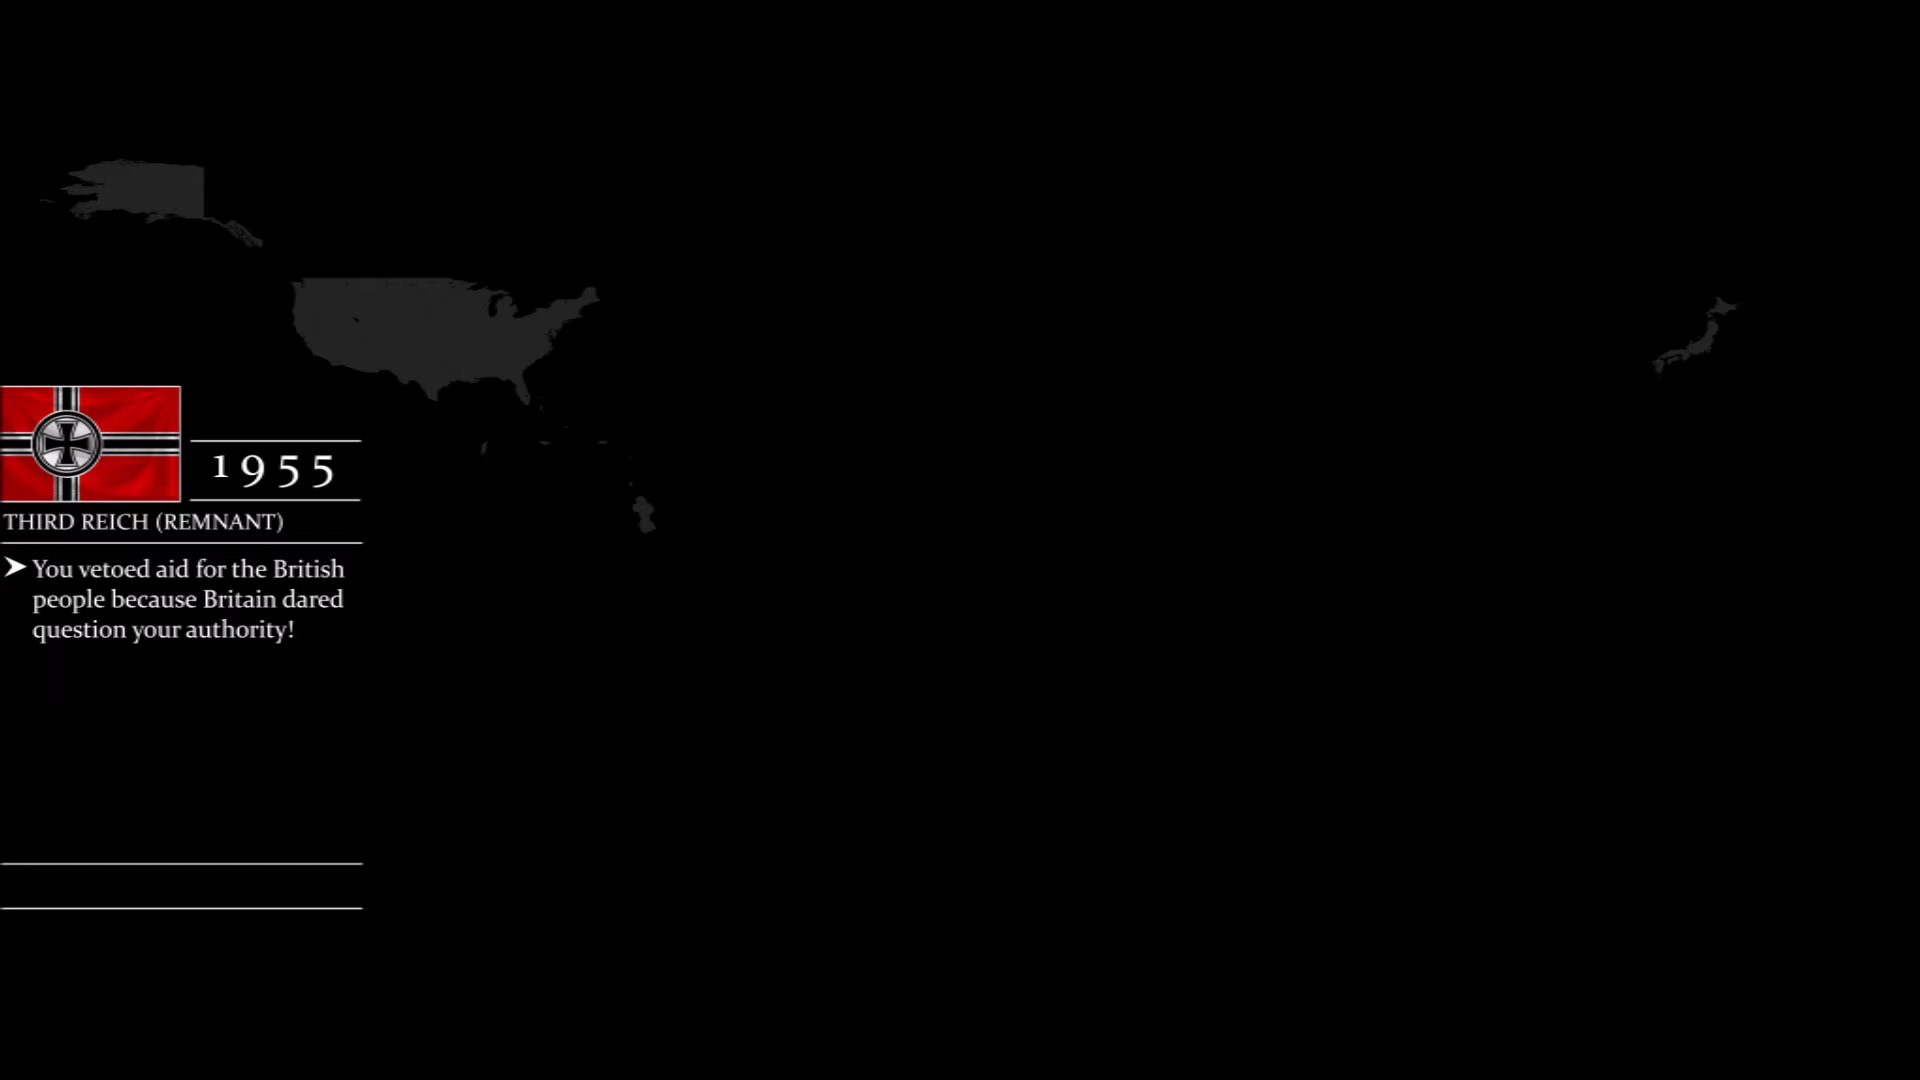 1955
THIRD REICH (REMNANT)
➤ You vetoed aid for the British
people because Britain dared
question your authority!